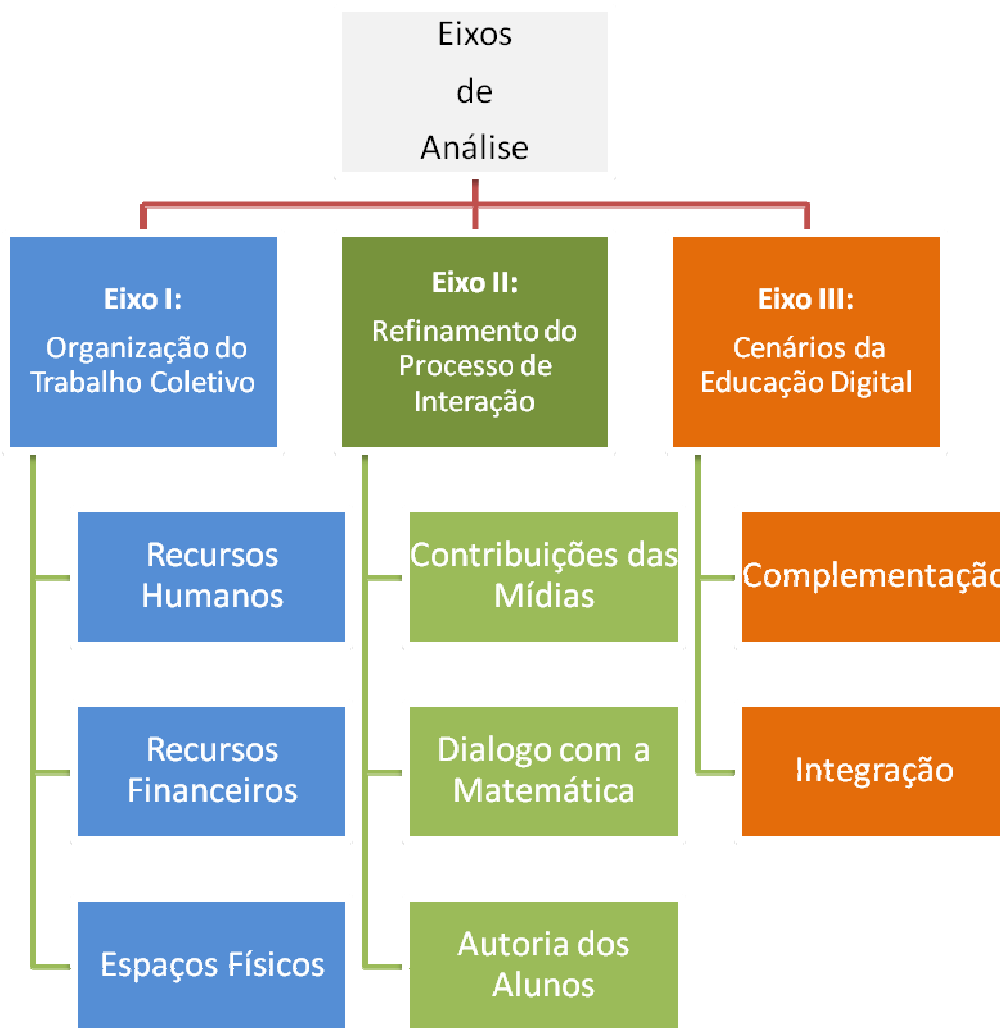 Eixos
de
Análise
Eixo I:
Organização do
Trabalho Coletivo
Eixo II:
Refinamento do
Processo de
Interação
Eixo III:
Cenários da
Educação Digital
Recursos
Humanos
Recursos
Financeiros
Espaços Físicos
Contribuições das
Mídias
Dialogo com a
Matemática
Autoria dos
Alunos
Complementação
Integração